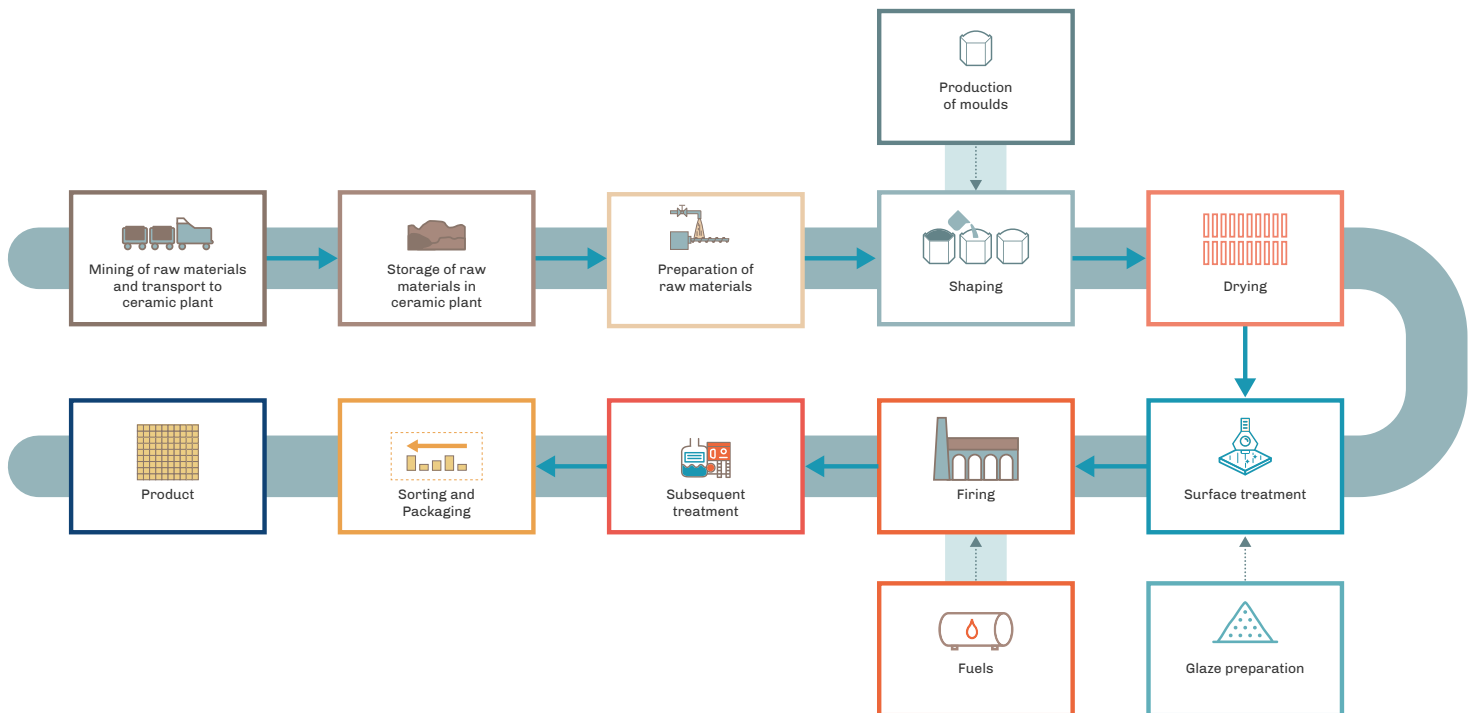 Production
of moulds
Mining of raw materials
and transport to
ceramic plant
Storage of raw
materials in
ceramic plant
Preparation of
raw materials
Shaping
Drying
Product
Sorting and
Packaging
Subsequent
treatment
Firing
Surface treatment
Fuels
Glaze preparation